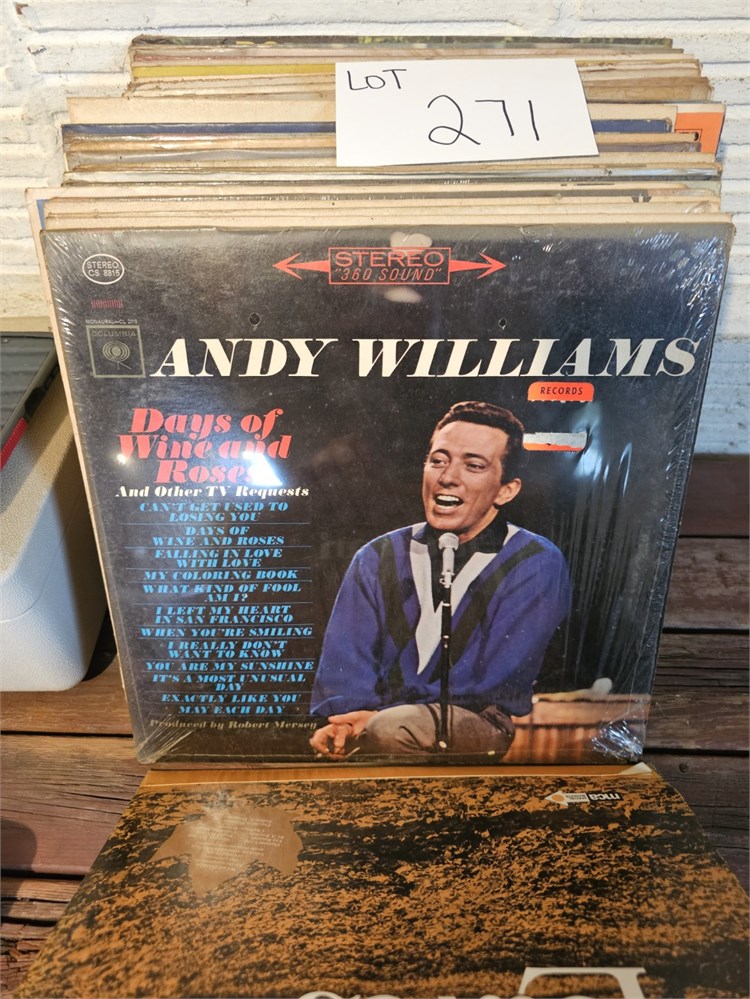 LOT
271
STEREO
"360 SOUND"
STEREO
CS 8815
COLUMBIA
ANDY WILLIAMS
RECORDS
Days of
Wine and
Roses
And Other TV Requests
CAN'T GET USED TO
LOSING YOU
DAYS OF
WINE AND ROSES
FALLING IN LOVE
WITH LOVE
MY COLORING BOOK
WHAT KIND OF FOOL
AM I?
I LEFT MY HEART
IN SAN FRANCISCO
WHEN YOU'RE SMILING
I REALLY DON'T
WANT TO KNOW
YOU ARE MY SUNSHINE
IT'S A MOST UNUSUAL
DAY
EXACTLY LIKE YOU
MAY EACH DAY
Produced by Robert Mersey
mca